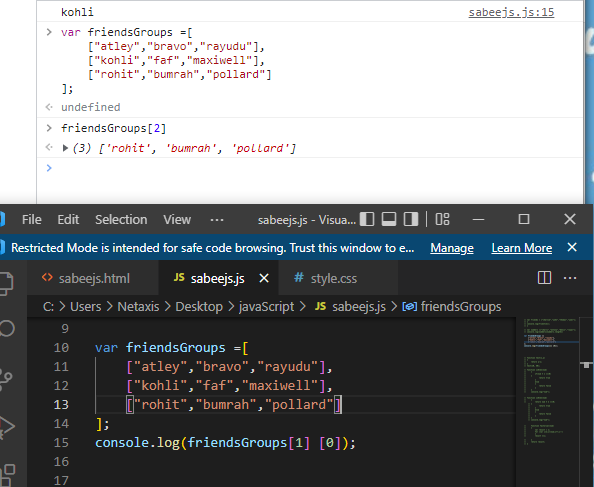 kohli sabeejs.js:15
> var friendsGroups =[
["atley","bravo","rayudu"],
["kohli","faf","maxiwell"],
["rohit","bumrah","pollard"]
];
undefined
> friendsGroups[2]
(3) ['rohit', 'bumrah', 'pollard']
>
File Edit Selection View ··· sabeejs.js - Visua...
Restricted Mode is intended for safe code browsing. Trust this window to e... Manage Learn More
sabeejs.html JS sabeejs.js # style.css ···
C: > Users > Netaxis > Desktop > javaScript > JS sabeejs.js > friendsGroups
9
10 var friendsGroups =[
11 ["atley","bravo","rayudu"],
12 ["kohli","faf","maxiwell"],
13 ["rohit","bumrah","pollard"]
14 ];
15 console.log(friendsGroups[1] [0]);
16
17